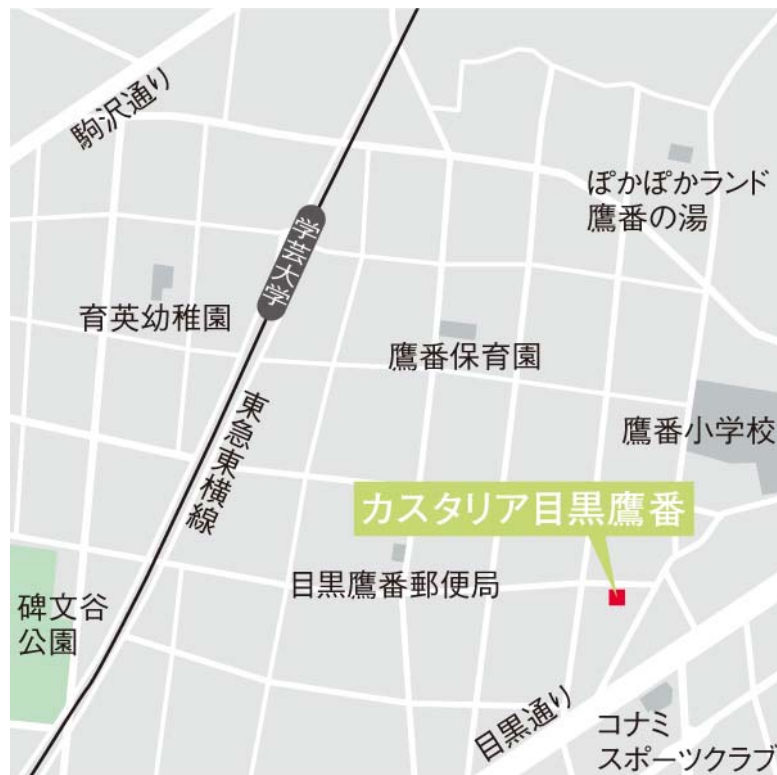 駒沢通り
ぽかぽかランド
鷹番の湯
学芸大学
育英幼稚園
鷹番保育園
東急東横線
鷹番小学校
カスタリア目黒鷹番
目黒鷹番郵便局
碑文谷
公園
目黒通り
コナミ
スポーツクラブ